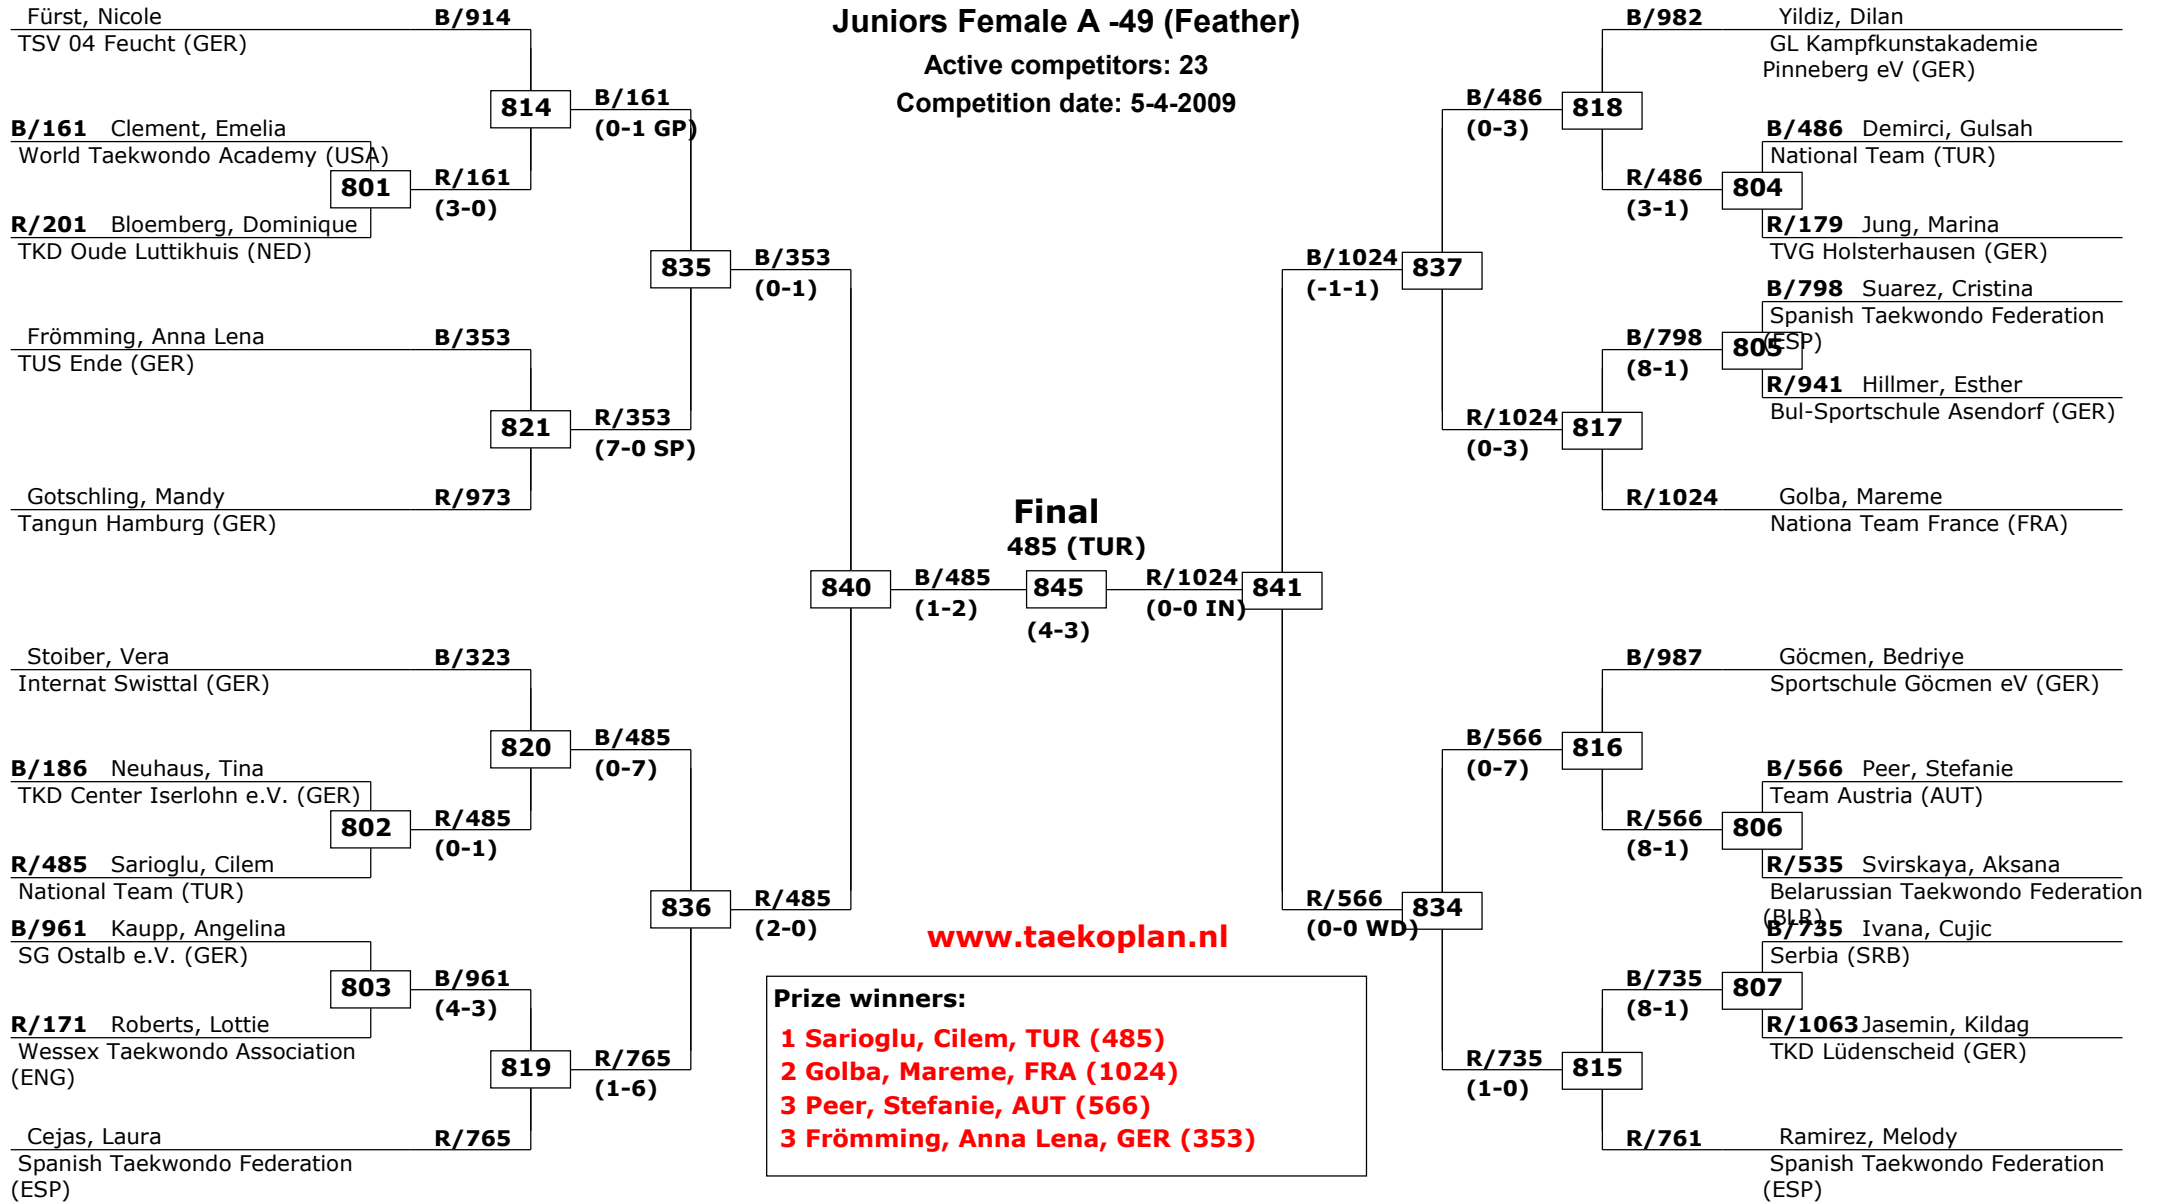 Juniors Female A -49 (Feather)
Active competitors: 23
Competition date: 5-4-2009
Fürst, Nicole
B/914
TSV 04 Feucht (GER)
814
B/161
(0-1 GP)
B/161 Clement, Emelia
World Taekwondo Academy (USA)
801
R/161
(3-0)
R/201 Bloemberg, Dominique
TKD Oude Luttikhuis (NED)
835
B/353
(0-1)
Frömming, Anna Lena
B/353
TUS Ende (GER)
821
R/353
(7-0 SP)
Gotschling, Mandy
R/973
Tangun Hamburg (GER)
840
B/485
(1-2)
Stoiber, Vera
B/323
Internat Swisttal (GER)
820
B/485
(0-7)
B/186 Neuhaus, Tina
TKD Center Iserlohn e.V. (GER)
802
R/485
(0-1)
R/485 Sarioglu, Cilem
National Team (TUR)
836
R/485
(2-0)
B/961 Kaupp, Angelina
SG Ostalb e.V. (GER)
803
B/961
(4-3)
R/171 Roberts, Lottie
Wessex Taekwondo Association
(ENG)
819
R/765
(1-6)
Cejas, Laura
R/765
Spanish Taekwondo Federation
(ESP)
Final
485 (TUR)
845
(4-3)
R/1024
(0-0 IN)
841
B/982
Yildiz, Dilan
GL Kampfkunstakademie
Pinneberg eV (GER)
B/486
(0-3)
818
B/486 Demirci, Gulsah
National Team (TUR)
R/486
(3-1)
804
R/179 Jung, Marina
TVG Holsterhausen (GER)
B/1024
(-1-1)
837
B/798 Suarez, Cristina
Spanish Taekwondo Federation
(ESP)
B/798
(8-1)
805
R/941 Hillmer, Esther
Bul-Sportschule Asendorf (GER)
R/1024
(0-3)
817
R/1024
Golba, Mareme
Nationa Team France (FRA)
B/987
Göcmen, Bedriye
Sportschule Göcmen eV (GER)
B/566
(0-7)
816
B/566 Peer, Stefanie
Team Austria (AUT)
R/566
(8-1)
806
R/535 Svirskaya, Aksana
Belarussian Taekwondo Federation
(BLR)
R/566
(0-0 WD)
834
B/735 Ivana, Cujic
Serbia (SRB)
B/735
(8-1)
807
R/1063 Jasemin, Kildag
TKD Lüdenscheid (GER)
R/735
(1-0)
815
R/761
Ramirez, Melody
Spanish Taekwondo Federation
(ESP)
www.taekoplan.nl
Prize winners:
1 Sarioglu, Cilem, TUR (485)
2 Golba, Mareme, FRA (1024)
3 Peer, Stefanie, AUT (566)
3 Frömming, Anna Lena, GER (353)